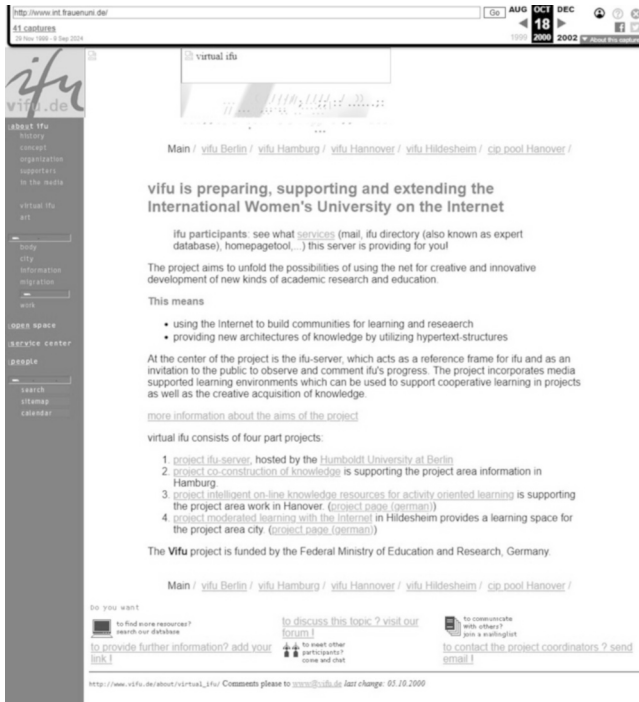 http://www.int.frauenuni.de/
Go
AUG OCT DEC
41 captures
18
29 Nov 1999 - 9 Sep 2024
1999 2000 2002
About this capture
ifu
vifu.de
virtual ifu
Main / vifu Berlin / vifu Hamburg / vifu Hannover / vifu Hildesheim / cip pool Hanover /
about ifu
history
concept
organization
supporters
in the media
virtual ifu
art
body
city
information
migration
work
open space
service center
people
search
sitemap
calendar
vifu is preparing, supporting and extending the
International Women's University on the Internet
ifu participants: see what services (mail, ifu directory (also known as expert
database), homepagetool,...) this server is providing for you!
The project aims to unfold the possibilities of using the net for creative and innovative
development of new kinds of academic research and education.
This means
• using the Internet to build communities for learning and reseaerch
• providing new architectures of knowledge by utilizing hypertext-structures
At the center of the project is the ifu-server, which acts as a reference frame for ifu and as an
invitation to the public to observe and comment ifu's progress. The project incorporates media
supported learning environments which can be used to support cooperative learning in projects
as well as the creative acquisition of knowledge.
more information about the aims of the project
virtual ifu consists of four part projects:
1. project ifu-server, hosted by the Humboldt University at Berlin
2. project co-construction of knowledge is supporting the project area information in
Hamburg.
3. project intelligent on-line knowledge resources for activity oriented learning is supporting
the project area work in Hanover. (project page (german))
4. project moderated learning with the Internet in Hildesheim provides a learning space for
the project area city. (project page (german))
The Vifu project is funded by the Federal Ministry of Education and Research, Germany.
Main / vifu Berlin / vifu Hamburg / vifu Hannover / vifu Hildesheim / cip pool Hanover /
Do you want
to find more resources?
search our database
to discuss this topic ? visit our
forum !
to communicate
With others?
join a mailinglist
to provide further information? add your
link !
to meet other
participants?
come and chat
to contact the project coordinators ? send
email !
http://www.vifu.de/about/virtual_ifu/ Comments please to www@vifu.de last change: 05.10.2000